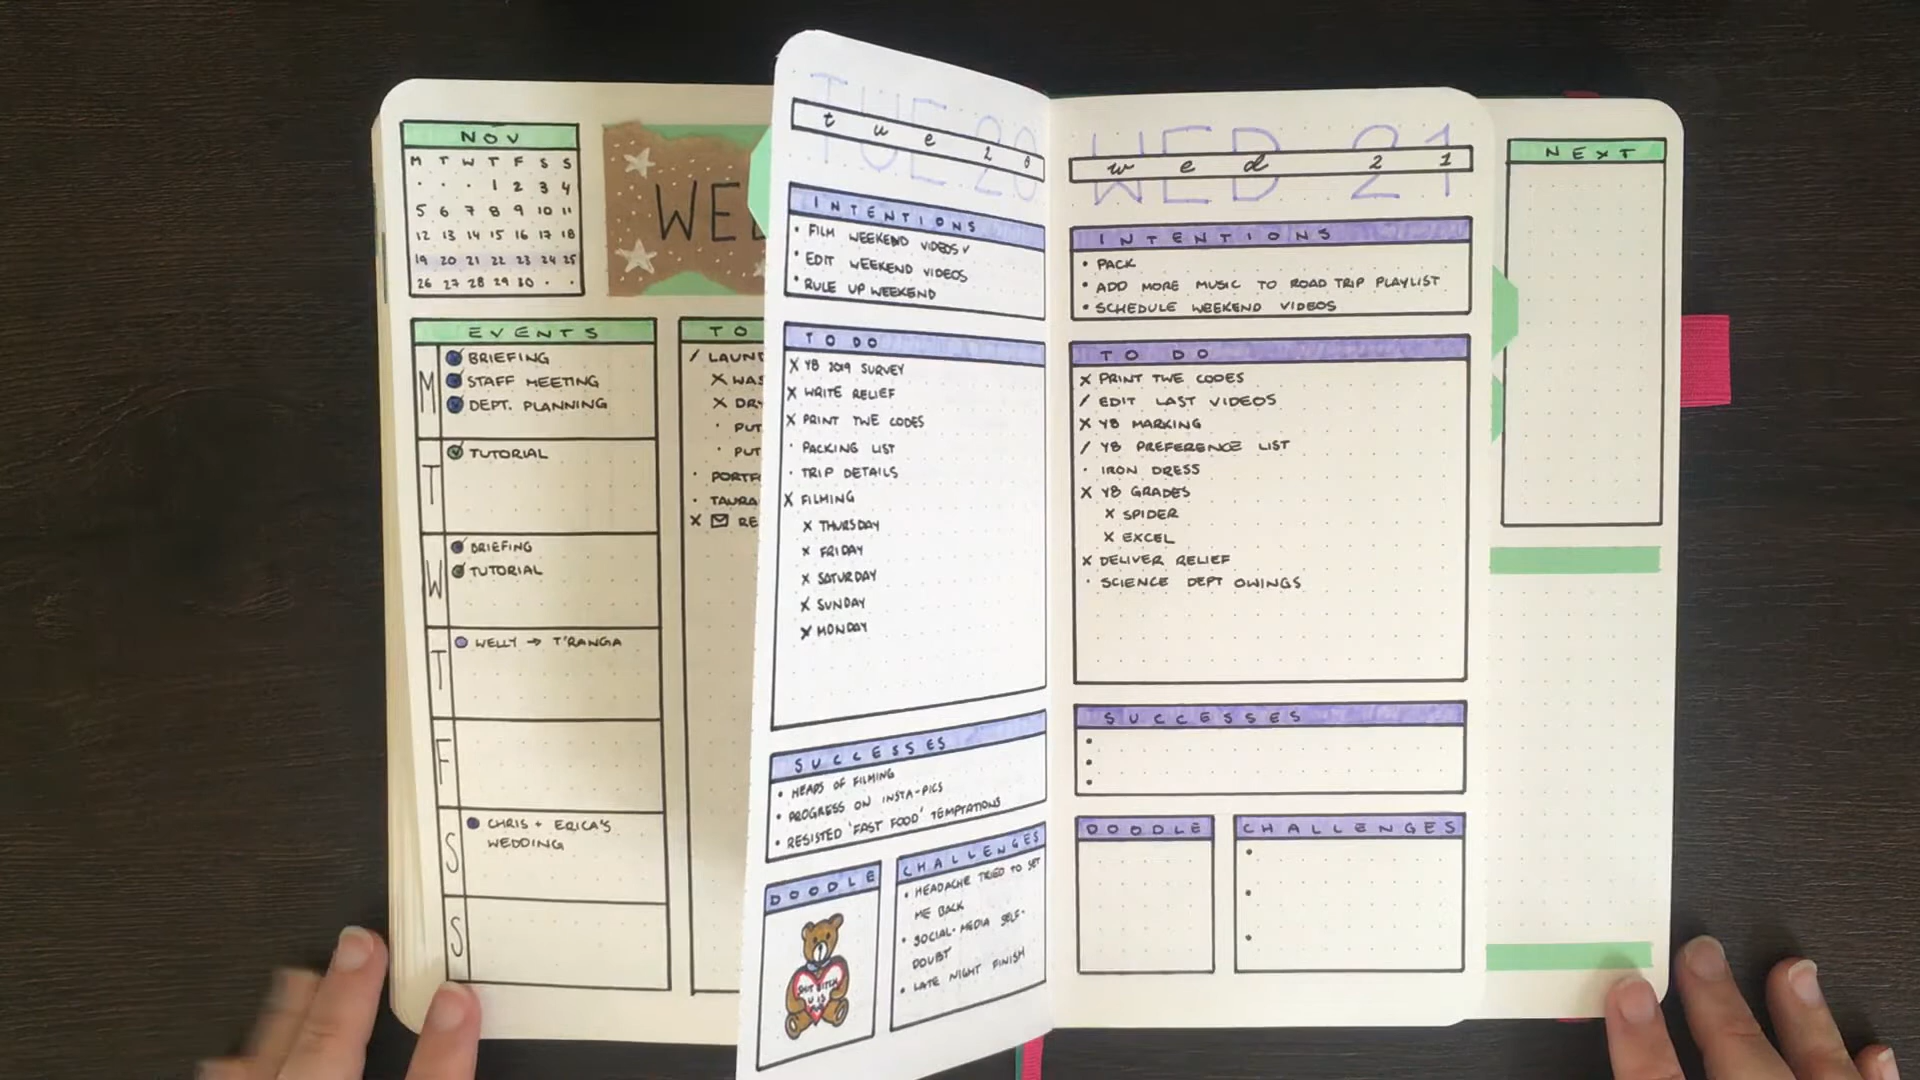 NOV
M T W T F S S
· · · 1 2 3 4
5 6 7 8 9 10 11
12 13 14 15 16 17 18
19 20 21 22 23 24 25
26 27 28 29 30 · ·
EVENTS
M
BRIEFING
STAFF MEETING
DEPT. PLANNING
T
TUTORIAL
W
BRIEFING
TUTORIAL
T
WELLY → T'RANGA
F
S
CHRIS + ERICA'S
WEDDING
S
WE
TO
/ LAUN
X WAS
X DR
· PUT
· PUT
· PORTF
· TAURA
X ✉ RE
TUE 20
tue 20
INTENTIONS
• FILM WEEKEND VIDEOS ✓
• EDIT WEEKEND VIDEOS
• RULE UP WEEKEND
TO DO
X YB 2019 SURVEY
X WRITE RELIEF
X PRINT TWE CODES
· PACKING LIST
· TRIP DETAILS
X FILMING
X THURSDAY
X FRIDAY
X SATURDAY
X SUNDAY
X MONDAY
SUCCESSES
• HEAPS OF FILMING
• PROGRESS ON INSTA-PICS
• RESISTED 'FAST FOOD' TEMPTATIONS
DOODLE
U IS
CHALLENGES
• HEADACHE TRIED TO SET
ME BACK
• SOCIAL-MEDIA SELF-
DOUBT
• LATE NIGHT FINISH
WED 21
wed 21
INTENTIONS
• PACK
• ADD MORE MUSIC TO ROAD TRIP PLAYLIST
• SCHEDULE WEEKEND VIDEOS
TO DO
X PRINT TWE CODES
/ EDIT LAST VIDEOS
X YB MARKING
/ YB PREFERENCE LIST
· IRON DRESS
X YB GRADES
X SPIDER
X EXCEL
X DELIVER RELIEF
· SCIENCE DEPT OWINGS
SUCCESSES
DOODLE
CHALLENGES
NEXT